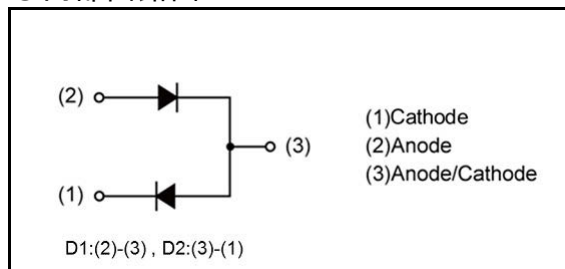 (2)
(3)
(1)
(1)Cathode
(2)Anode
(3)Anode/Cathode
D1:(2)-(3) , D2:(3)-(1)